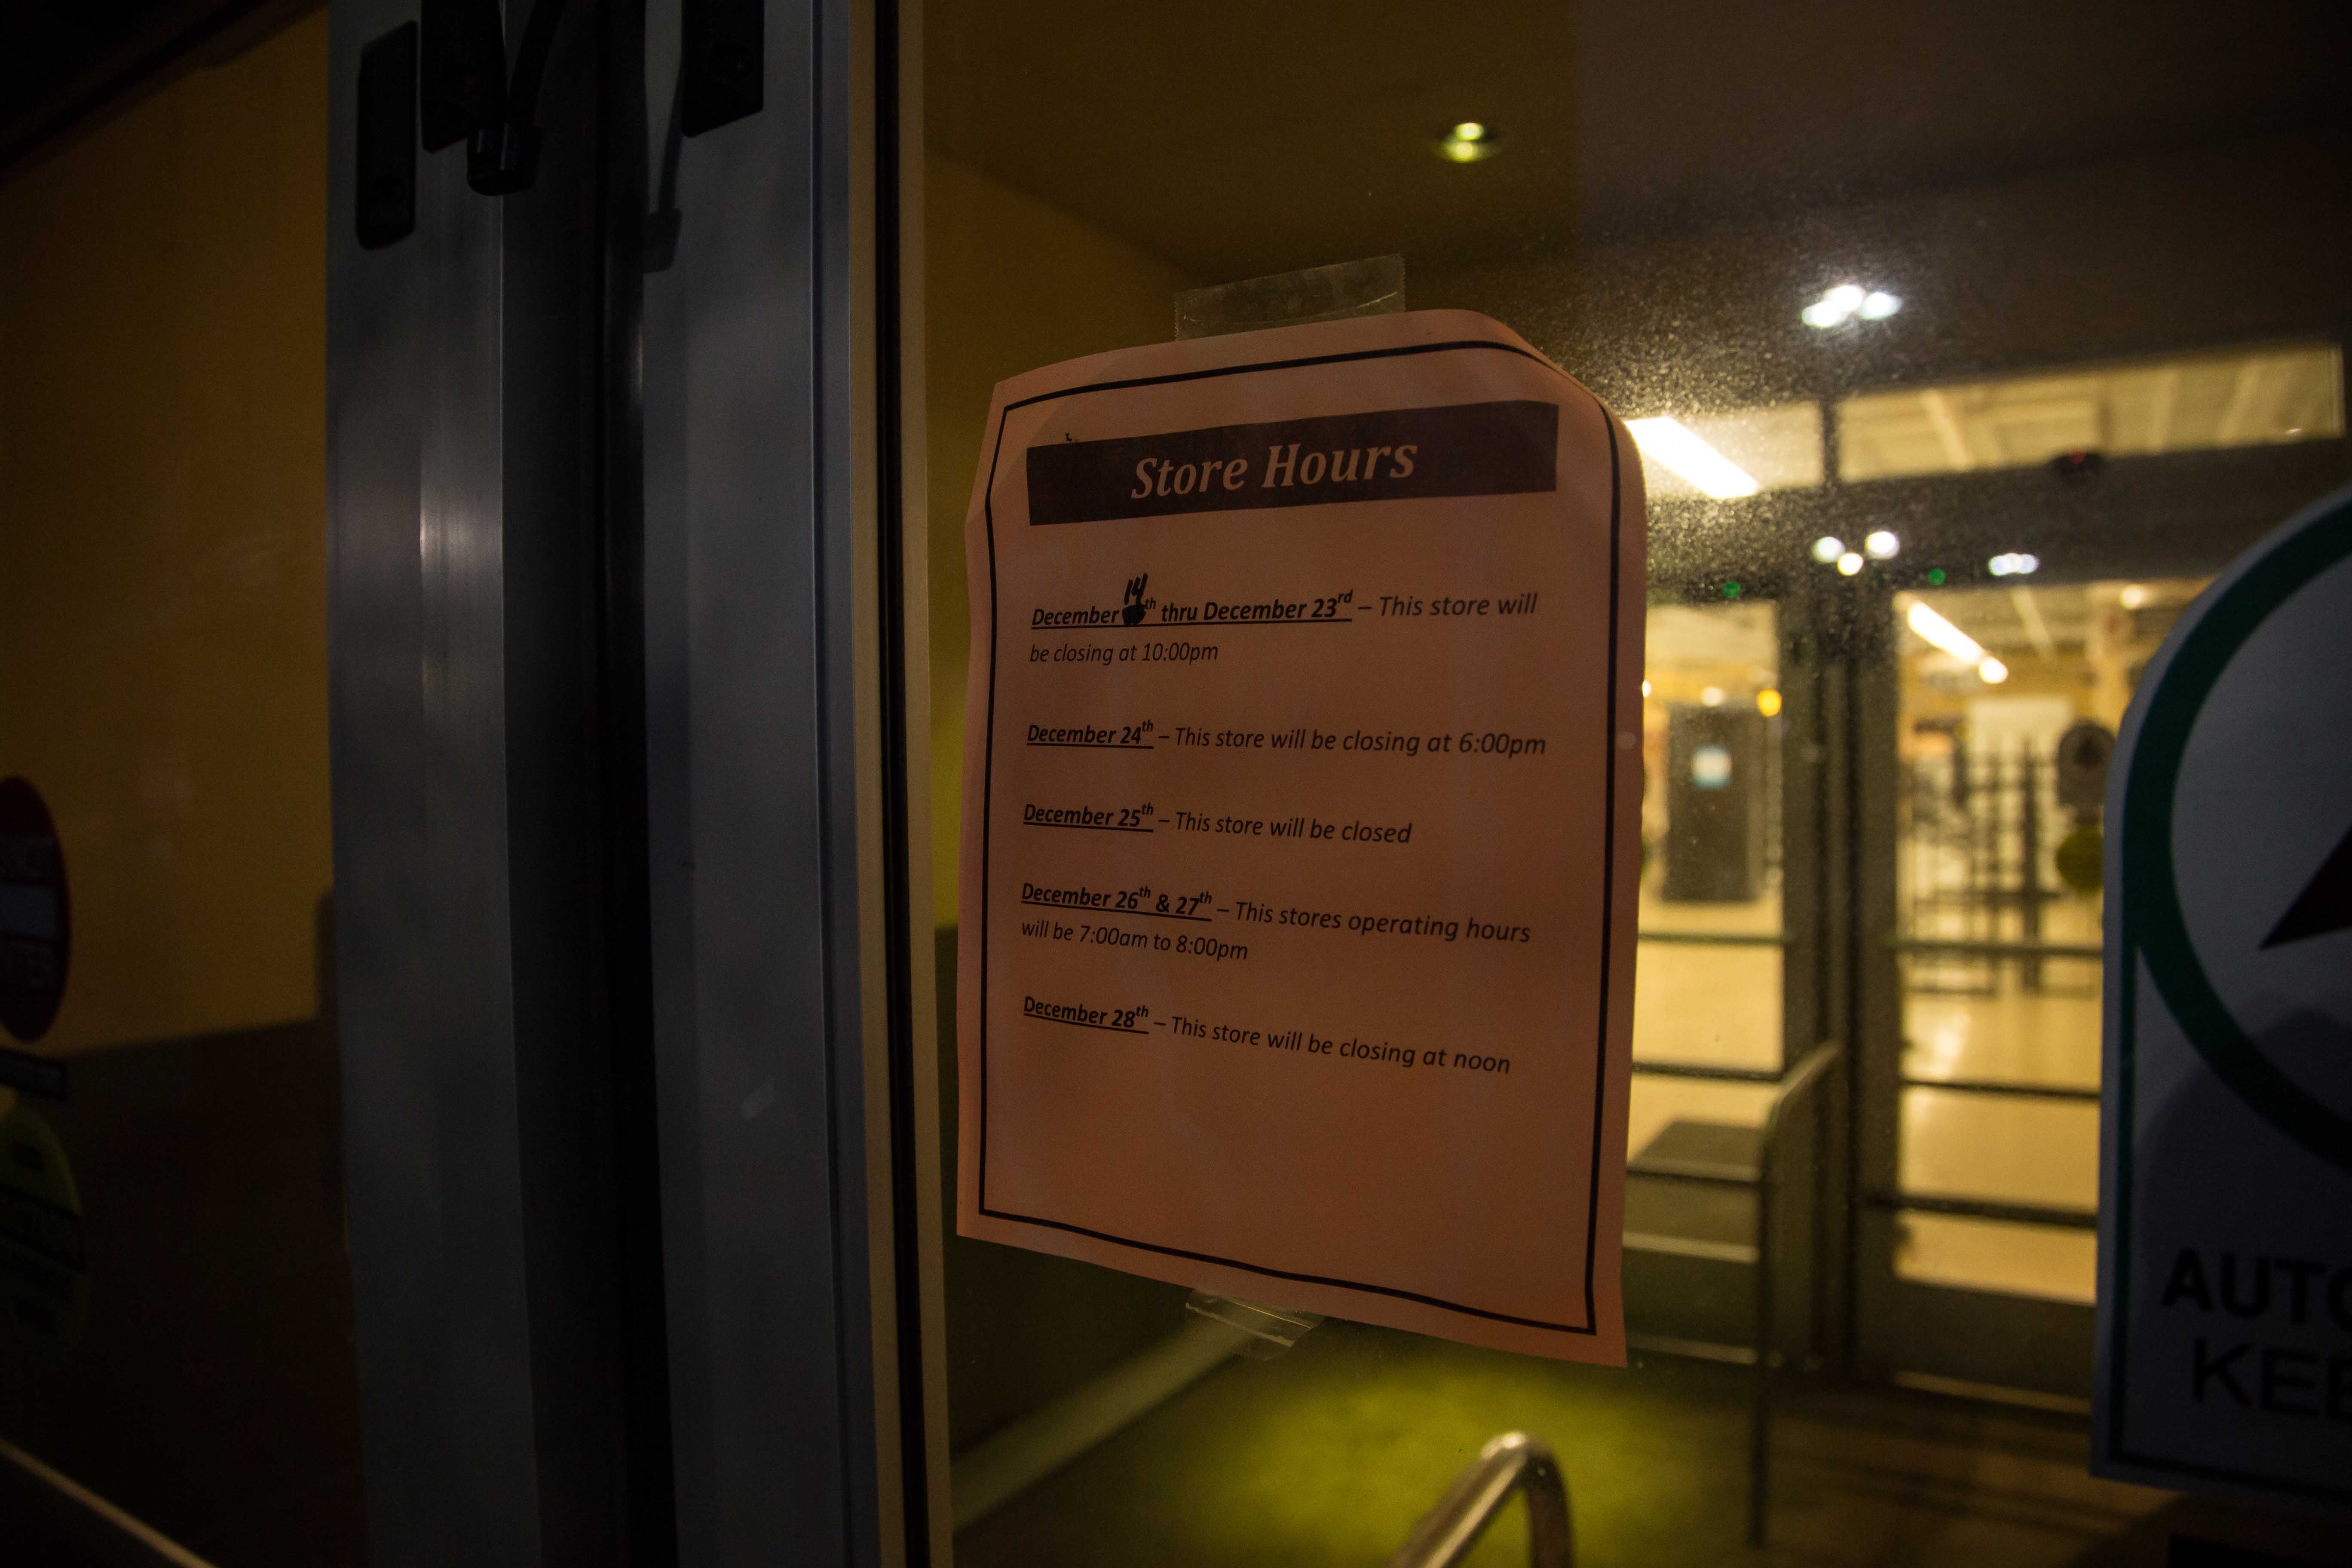 Store Hours
December 14th thru December 23rd – This store will
be closing at 10:00pm
December 24th – This store will be closing at 6:00pm
December 25th – This store will be closed
December 26th & 27th – This stores operating hours
will be 7:00am to 8:00pm
December 28th – This store will be closing at noon
AUTO
KEE